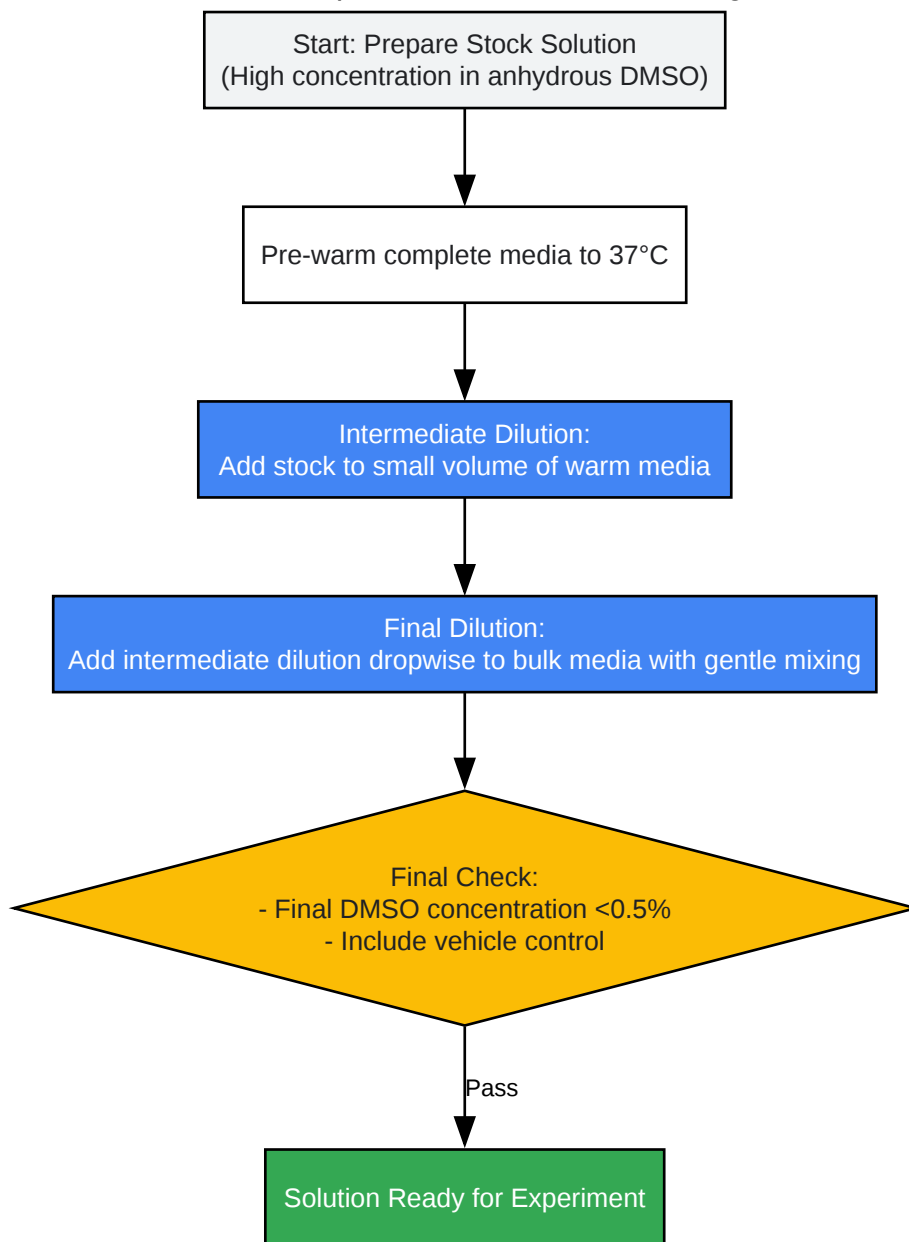 Start: Prepare Stock Solution
(High concentration in anhydrous DMSO)
Pre-warm complete media to 37°C
Intermediate Dilution:
Add stock to small volume of warm media
Final Dilution:
Add intermediate dilution dropwise to bulk media with gentle mixing
Final Check:
- Final DMSO concentration <0.5%
- Include vehicle control
Pass
Solution Ready for Experiment